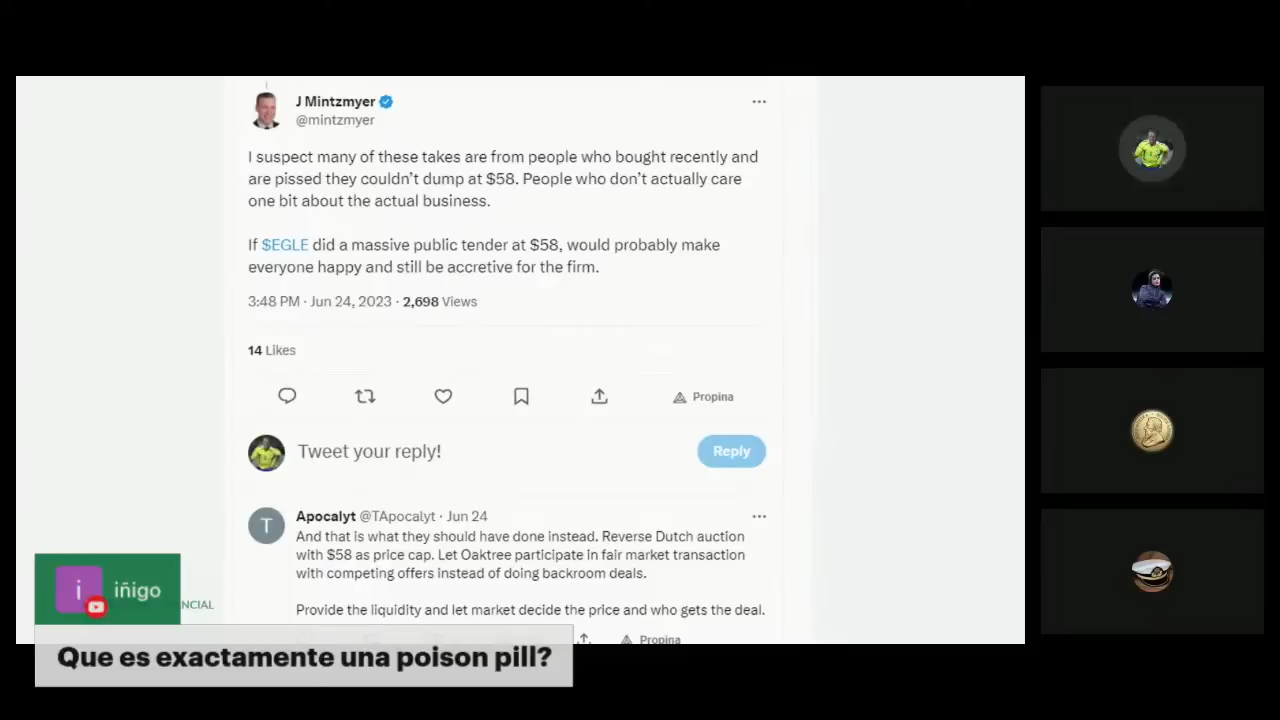 J Mintzmyer
@mintzmyer
I suspect many of these takes are from people who bought recently and
are pissed they couldn't dump at $58. People who don't actually care
one bit about the actual business.
If $EGLE did a massive public tender at $58, would probably make
everyone happy and still be accretive for the firm.
3:48 PM · Jun 24, 2023 · 2,698 Views
14 Likes
Propina
Tweet your reply!
Reply
T
Apocalyt @TApocalyt · Jun 24
And that is what they should have done instead. Reverse Dutch auction
with $58 as price cap. Let Oaktree participate in fair market transaction
with competing offers instead of doing backroom deals.
Provide the liquidity and let market decide the price and who gets the deal.
Propina
i
iñigo
Que es exactamente una poison pill?